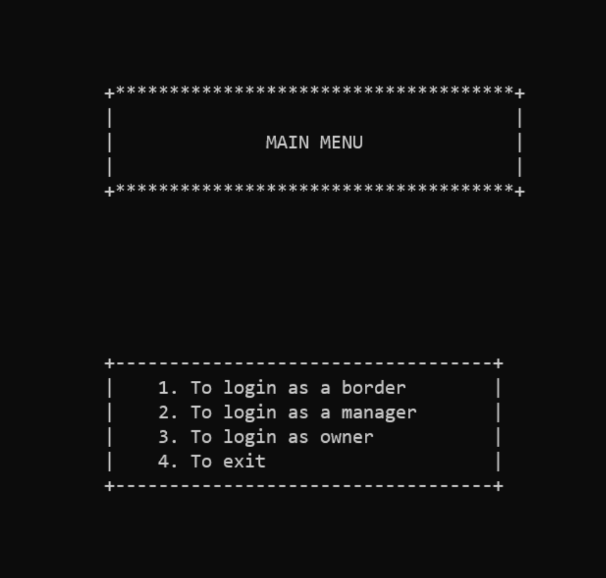 +*************************************+
|                                     |
|              MAIN MENU              |
|                                     |
+*************************************+
+-----------------------------------+
|    1. To login as a border        |
|    2. To login as a manager       |
|    3. To login as owner           |
|    4. To exit                     |
+-----------------------------------+